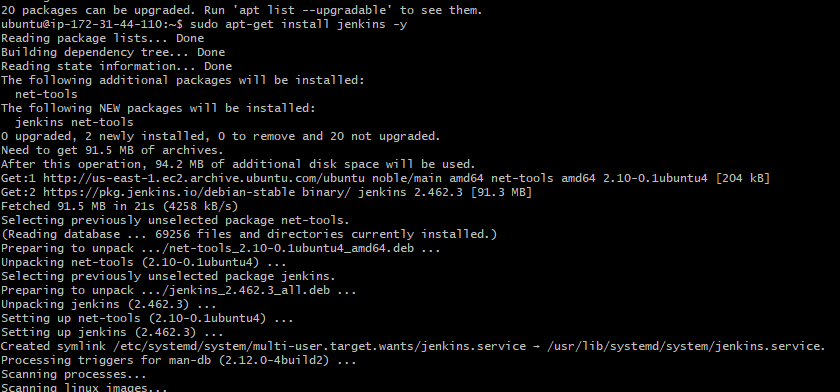 20 packages can be upgraded. Run 'apt list --upgradable' to see them.
ubuntu@ip-172-31-44-110:~$ sudo apt-get install jenkins -y
Reading package lists... Done
Building dependency tree... Done
Reading state information... Done
The following additional packages will be installed:
  net-tools
The following NEW packages will be installed:
  jenkins net-tools
0 upgraded, 2 newly installed, 0 to remove and 20 not upgraded.
Need to get 91.5 MB of archives.
After this operation, 94.2 MB of additional disk space will be used.
Get:1 http://us-east-1.ec2.archive.ubuntu.com/ubuntu noble/main amd64 net-tools amd64 2.10-0.1ubuntu4 [204 kB]
Get:2 https://pkg.jenkins.io/debian-stable binary/ jenkins 2.462.3 [91.3 MB]
Fetched 91.5 MB in 21s (4258 kB/s)
Selecting previously unselected package net-tools.
(Reading database ... 69256 files and directories currently installed.)
Preparing to unpack .../net-tools_2.10-0.1ubuntu4_amd64.deb ...
Unpacking net-tools (2.10-0.1ubuntu4) ...
Selecting previously unselected package jenkins.
Preparing to unpack .../jenkins_2.462.3_all.deb ...
Unpacking jenkins (2.462.3) ...
Setting up net-tools (2.10-0.1ubuntu4) ...
Setting up jenkins (2.462.3) ...
Created symlink /etc/systemd/system/multi-user.target.wants/jenkins.service → /usr/lib/systemd/system/jenkins.service.
Processing triggers for man-db (2.12.0-4build2) ...
Scanning processes...
Scanning linux images...